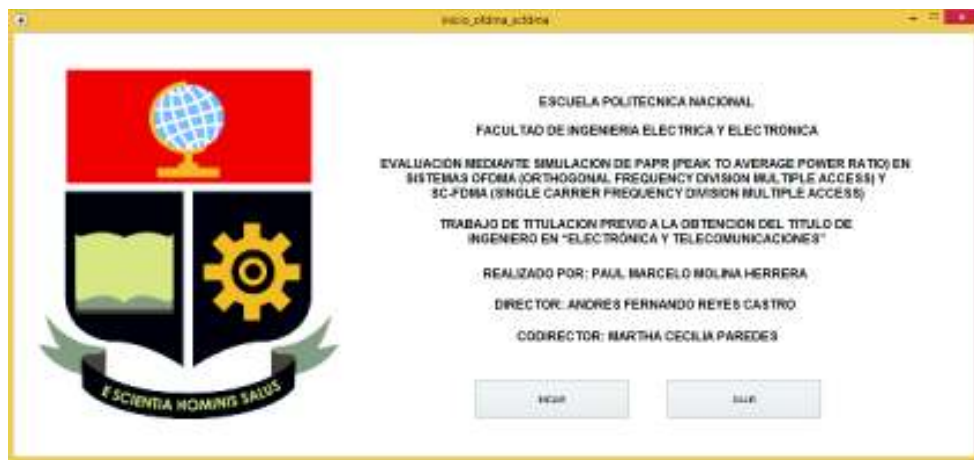 inicio_ofdma_scfdma
ESCUELA POLITECNICA NACIONAL
FACULTAD DE INGENIERIA ELECTRICA Y ELECTRONICA
EVALUACIÓN MEDIANTE SIMULACION DE PAPR (PEAK TO AVERAGE POWER RATIO) EN
SISTEMAS OFDMA (ORTHOGONAL FREQUENCY DIVISION MULTIPLE ACCESS) Y
SC-FDMA (SINGLE CARRIER FREQUENCY DIVISION MULTIPLE ACCESS)
TRABAJO DE TITULACION PREVIO A LA OBTENCIÓN DEL TITULO DE
INGENIERO EN “ELECTRÓNICA Y TELECOMUNICACIONES”
REALIZADO POR: PAUL MARCELO MOLINA HERRERA
DIRECTOR: ANDRES FERNANDO REYES CASTRO
CODIRECTOR: MARTHA CECILIA PAREDES
E SCIENTIA HOMINIS SALUS
INICIAR
SALIR